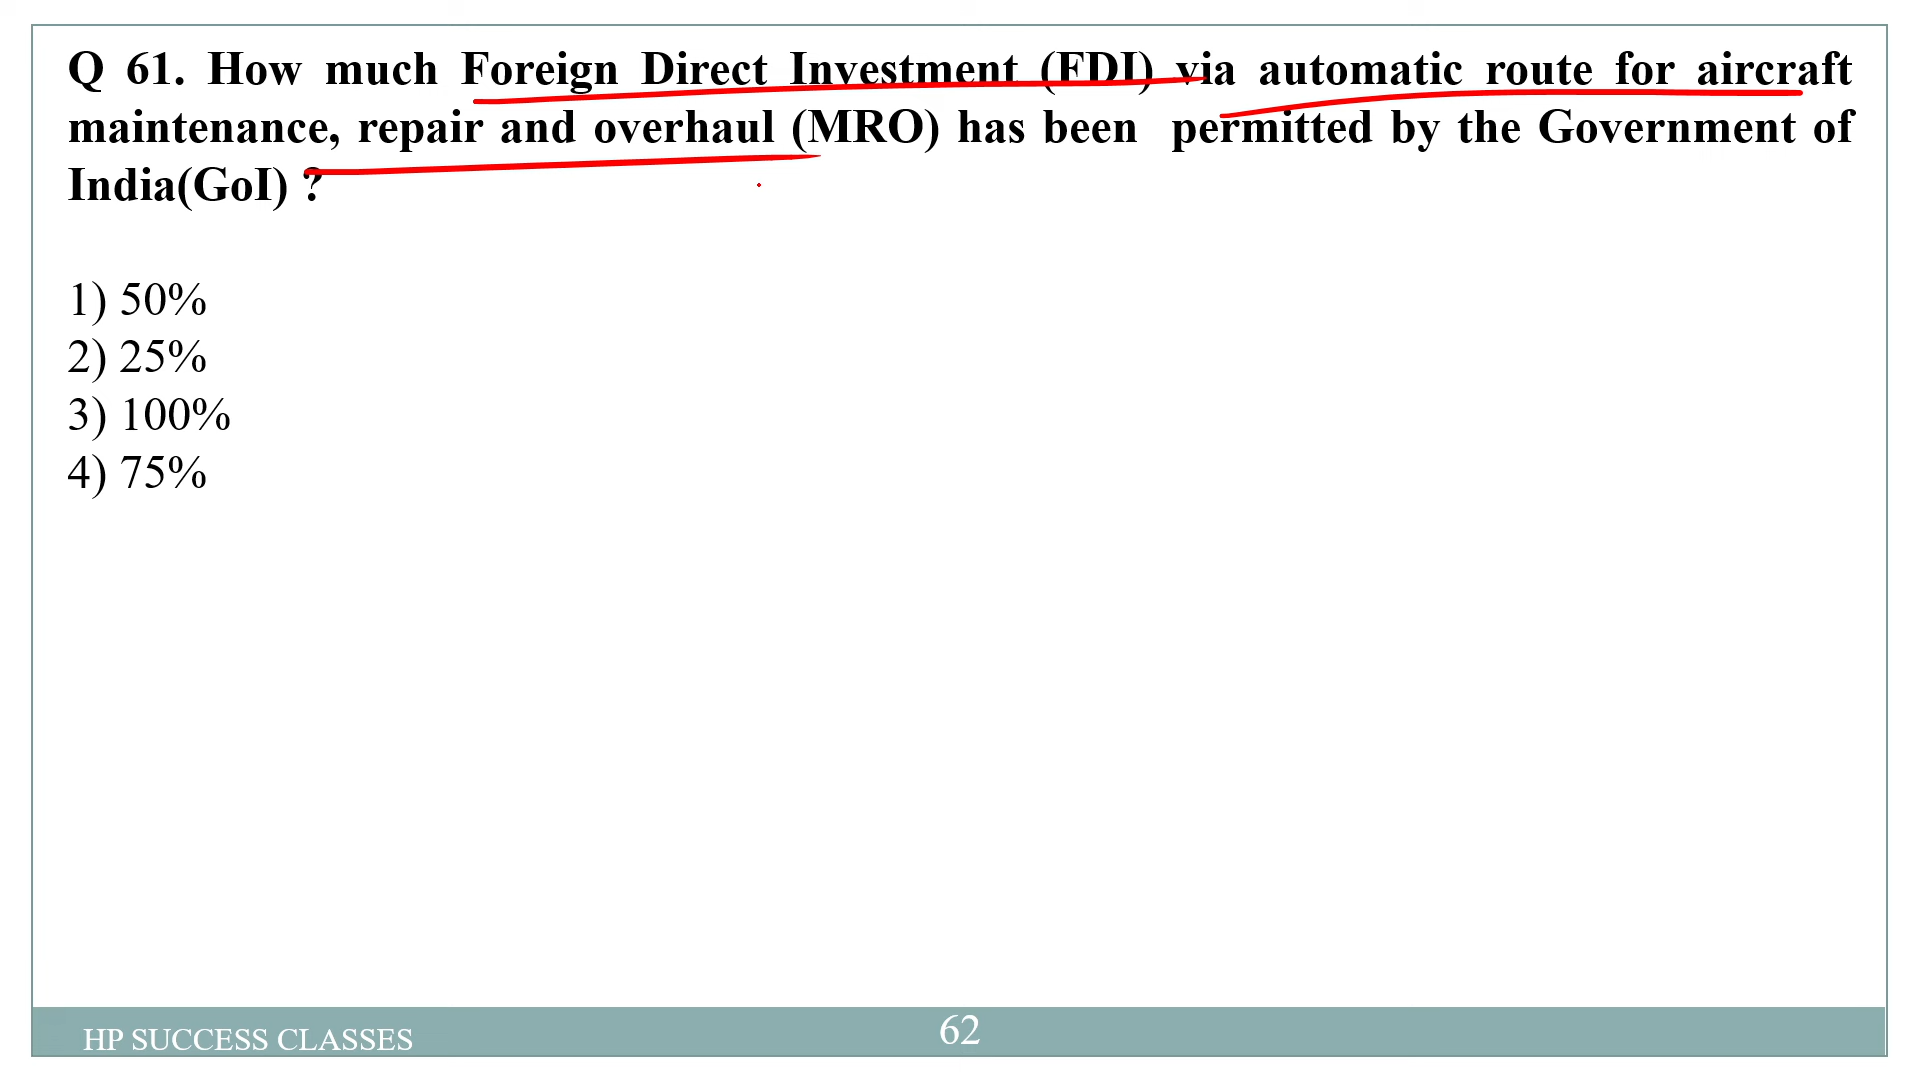 Q 61. How much Foreign Direct Investment (FDI) via automatic route for aircraft
maintenance, repair and overhaul (MRO) has been permitted by the Government of
India(GoI) ?
1) 50%
2) 25%
3) 100%
4) 75%
HP SUCCESS CLASSES
62